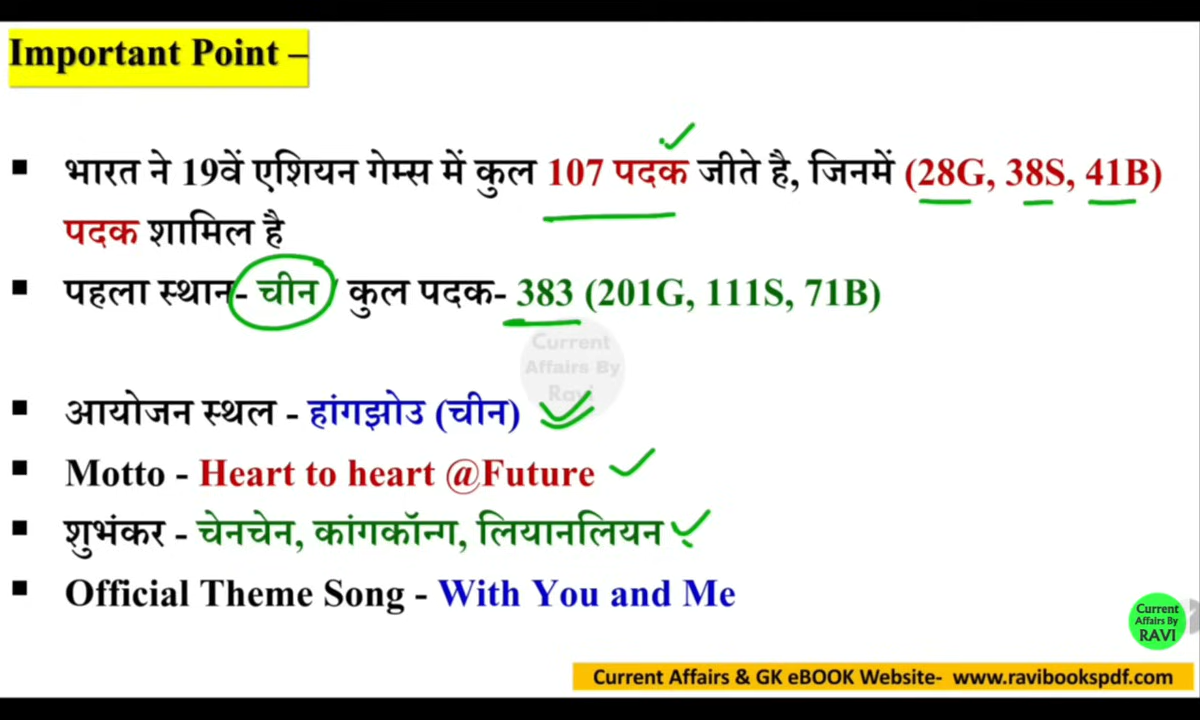 Important Point –
▪ भारत ने 19वें एशियन गेम्स में कुल 107 पदक जीते है, जिनमें (28G, 38S, 41B)
पदक शामिल है
▪ पहला स्थान- चीन कुल पदक- 383 (201G, 111S, 71B)
Current
Affairs By
Ravi
▪ आयोजन स्थल - हांगझोउ (चीन)
▪ Motto - Heart to heart @Future
▪ शुभंकर - चेनचेन, कांगकॉन्ग, लियानलियन
▪ Official Theme Song - With You and Me
Current
Affairs By
RAVI
Current Affairs & GK eBOOK Website- www.ravibookspdf.com